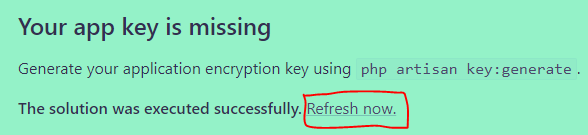 Your app key is missing
Generate your application encryption key using php artisan key:generate.
The solution was executed successfully. Refresh now.